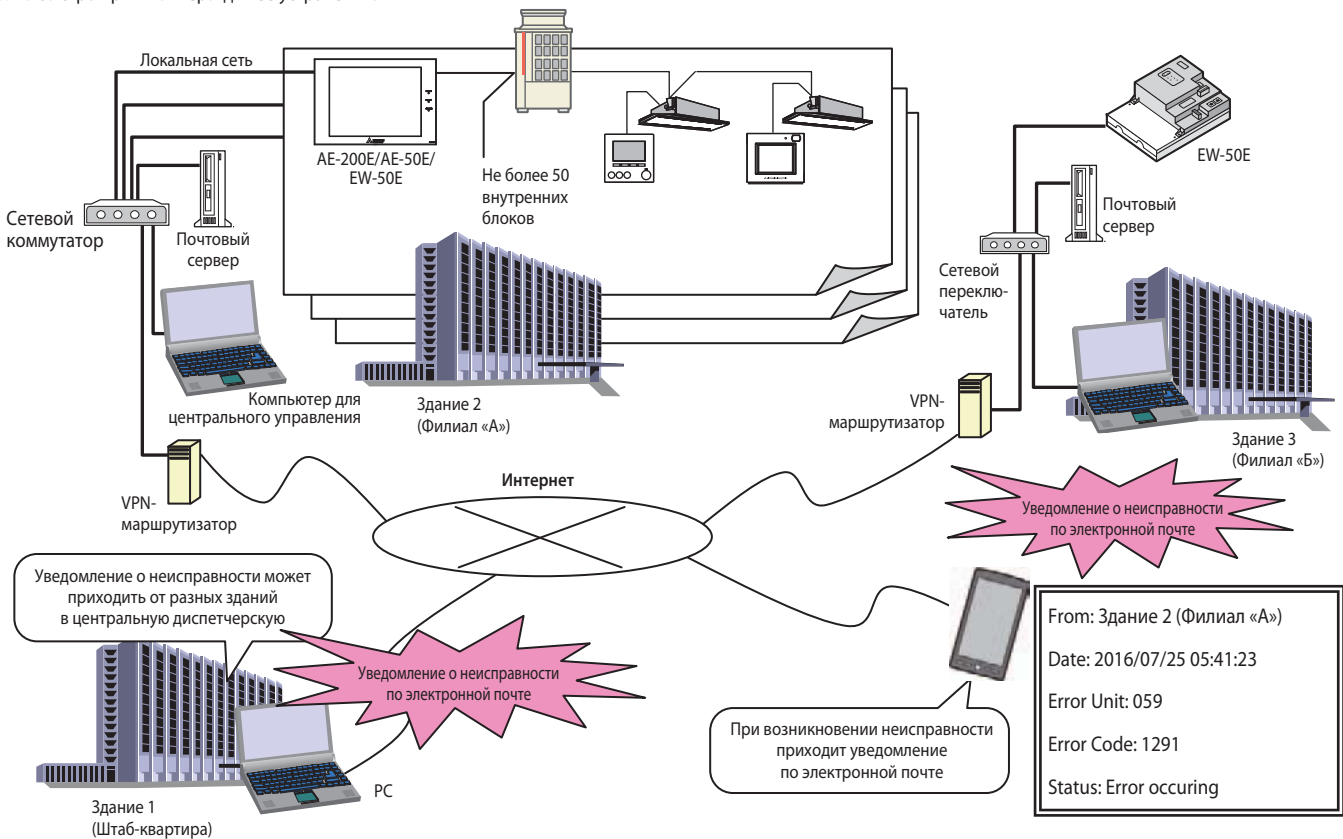 Локальная сеть
AE-200E/AE-50E/
EW-50E
Не более 50
внутренних
блоков
EW-50E
Сетевой
коммутатор
Почтовый
сервер
Почтовый
сервер
Сетевой
переклю-
чатель
Компьютер для
центрального управления
Здание 2
(Филиал «А»)
VPN-
маршрутизатор
Здание 3
(Филиал «Б»)
VPN-
маршрутизатор
Интернет
Уведомление о неисправности
по электронной почте
Уведомление о неисправности может
приходить от разных зданий
в центральную диспетчерскую
Уведомление о неисправности
по электронной почте
From: Здание 2 (Филиал «А»)
Date: 2016/07/25 05:41:23
Error Unit: 059
Error Code: 1291
Status: Error occuring
При возникновении неисправности
приходит уведомление
по электронной почте
PC
Здание 1
(Штаб-квартира)